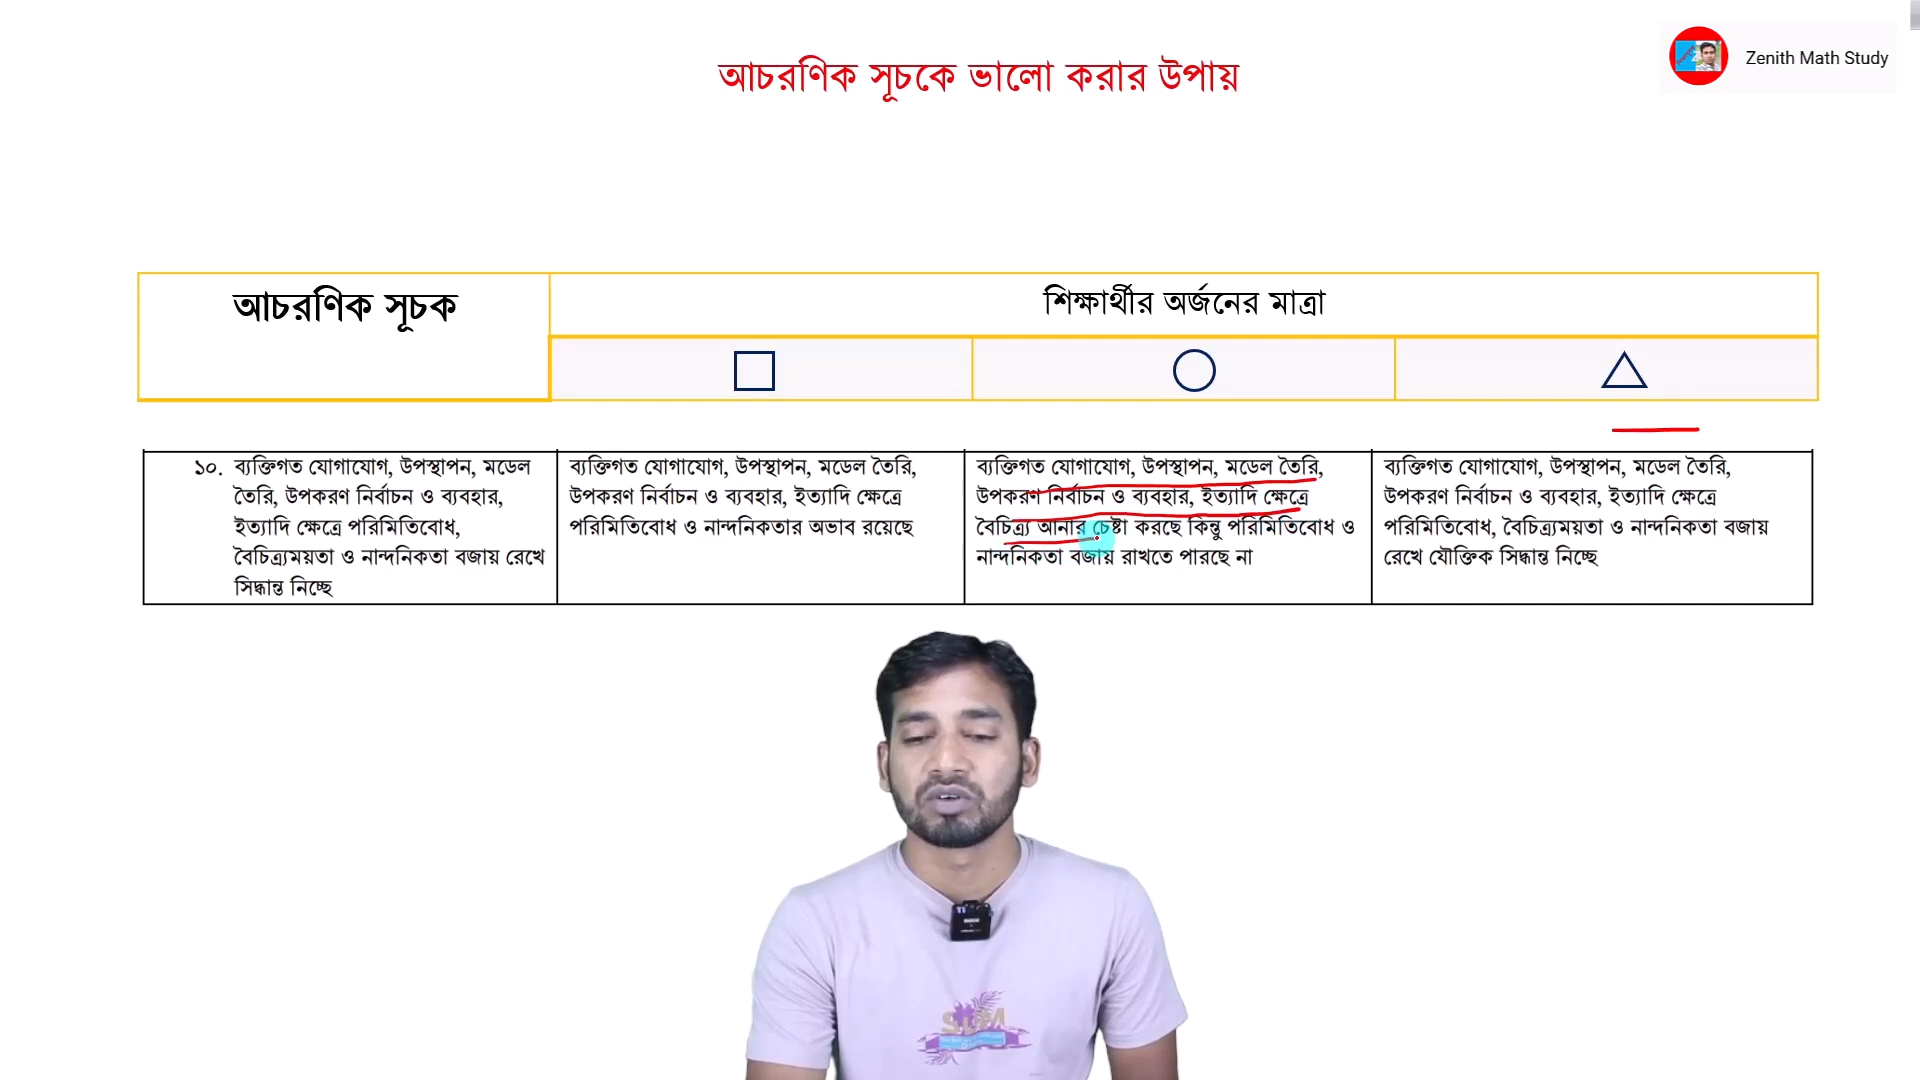 আচরণিক সূচকে ভালো করার উপায়
Zenith Math Study
আচরণিক সূচক
শিক্ষার্থীর অর্জনের মাত্রা
১০. ব্যক্তিগত যোগাযোগ, উপস্থাপন, মডেল
তৈরি, উপকরণ নির্বাচন ও ব্যবহার,
ইত্যাদি ক্ষেত্রে পরিমিতিবোধ,
বৈচিত্র্যময়তা ও নান্দনিকতা বজায় রেখে
সিদ্ধান্ত নিচ্ছে
ব্যক্তিগত যোগাযোগ, উপস্থাপন, মডেল তৈরি,
উপকরণ নির্বাচন ও ব্যবহার, ইত্যাদি ক্ষেত্রে
পরিমিতিবোধ ও নান্দনিকতার অভাব রয়েছে
ব্যক্তিগত যোগাযোগ, উপস্থাপন, মডেল তৈরি,
উপকরণ নির্বাচন ও ব্যবহার, ইত্যাদি ক্ষেত্রে
বৈচিত্র্য আনার চেষ্টা করছে কিন্তু পরিমিতিবোধ ও
নান্দনিকতা বজায় রাখতে পারছে না
ব্যক্তিগত যোগাযোগ, উপস্থাপন, মডেল তৈরি,
উপকরণ নির্বাচন ও ব্যবহার, ইত্যাদি ক্ষেত্রে
পরিমিতিবোধ, বৈচিত্র্যময়তা ও নান্দনিকতা বজায়
রেখে যৌক্তিক সিদ্ধান্ত নিচ্ছে